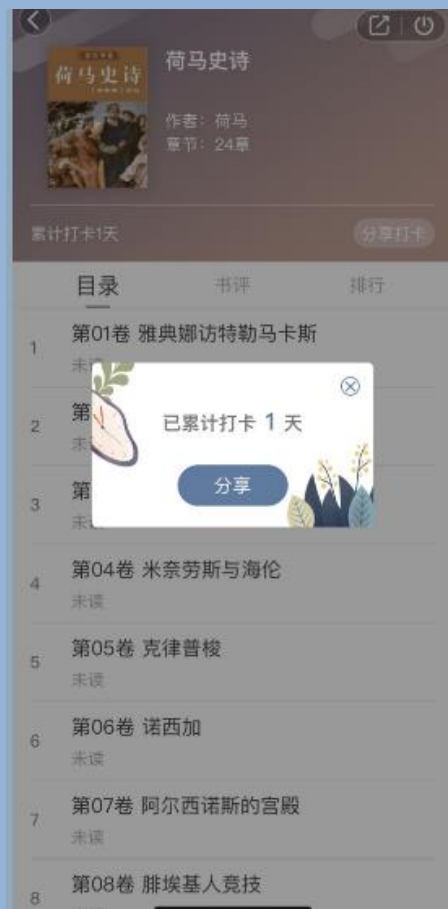 荷马史诗
荷马史诗
作者：荷马
章节：24章
累计打卡1天
分享打卡
目录
书评
排行
1
第01卷 雅典娜访特勒马卡斯
未读
2
第
未
3
第
未读
已累计打卡 1 天
分享
4
第04卷 米奈劳斯与海伦
未读
5
第05卷 克律普梭
未读
6
第06卷 诺西加
未读
7
第07卷 阿尔西诺斯的宫殿
未读
8
第08卷 腓埃基人竞技